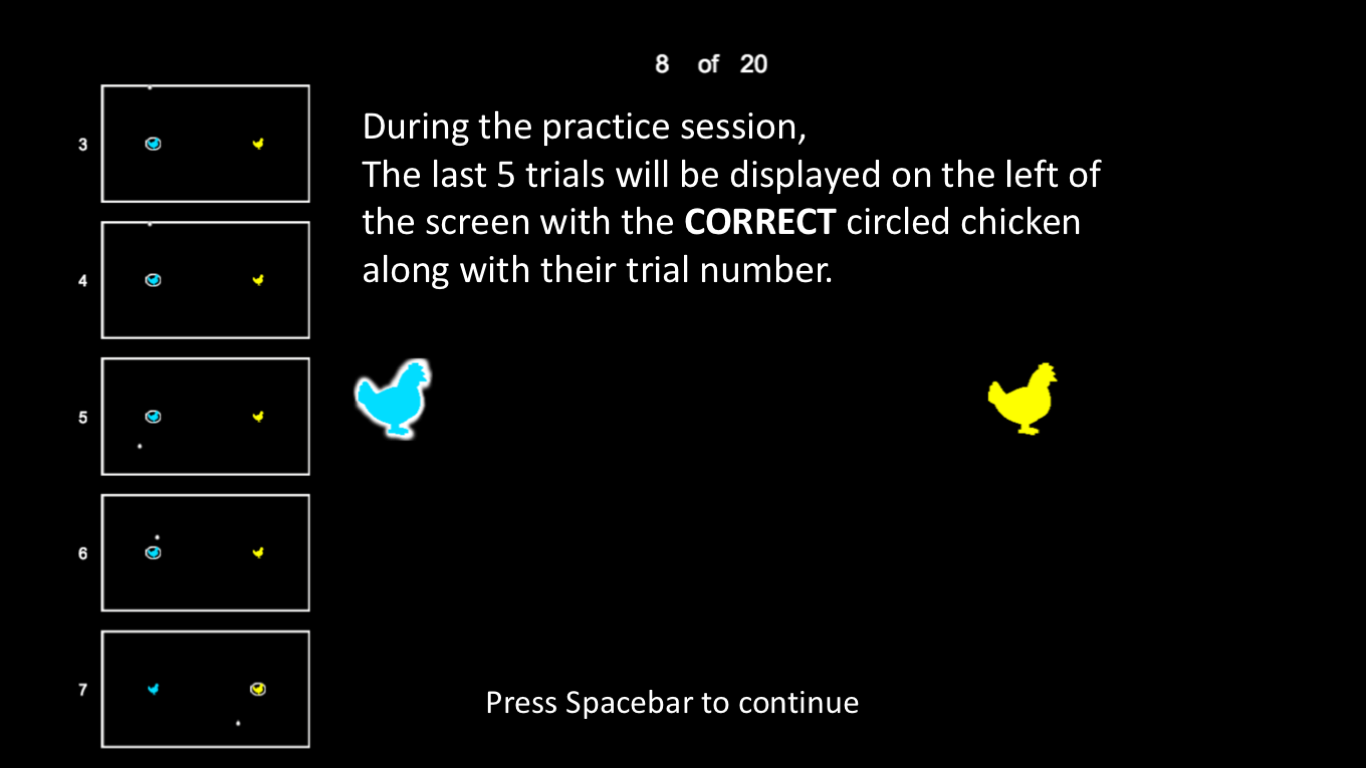 8 of 20
During the practice session,
The last 5 trials will be displayed on the left of
the screen with the CORRECT circled chicken
along with their trial number.
3
4
5
6
7
Press Spacebar to continue